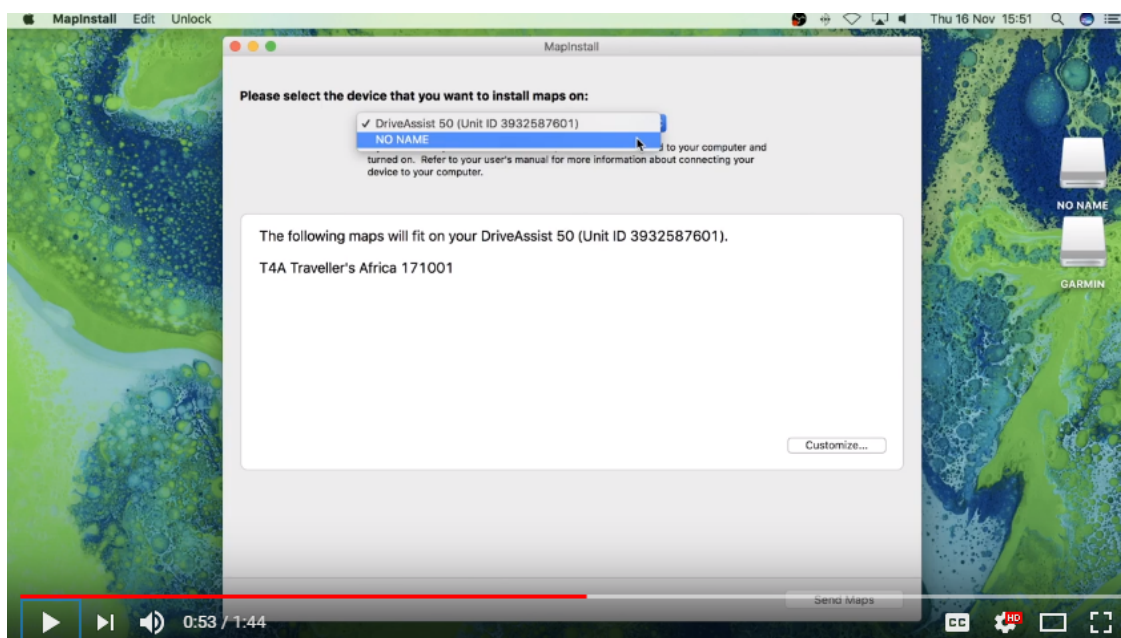 MapInstall Edit Unlock
Thu 16 Nov 15:51
MapInstall
Please select the device that you want to install maps on:
✓ DriveAssist 50 (Unit ID 3932587601)
NO NAME
to your computer and
turned on. Refer to your user's manual for more information about connecting your
device to your computer.
The following maps will fit on your DriveAssist 50 (Unit ID 3932587601).
T4A Traveller's Africa 171001
Customize...
NO NAME
GARMIN
Send Maps
0:53 / 1:44
CC
HD